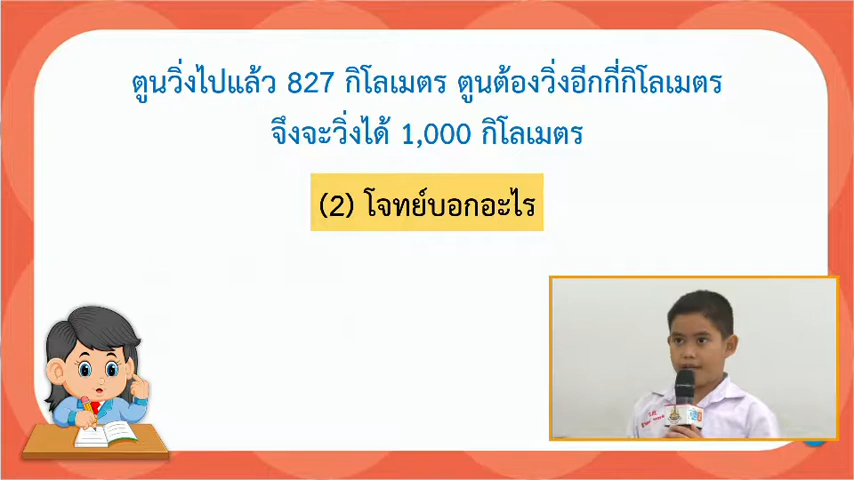 ตูนวิ่งไปแล้ว 827 กิโลเมตร ตูนต้องวิ่งอีกกี่กิโลเมตร
จึงจะวิ่งได้ 1,000 กิโลเมตร
(2) โจทย์บอกอะไร